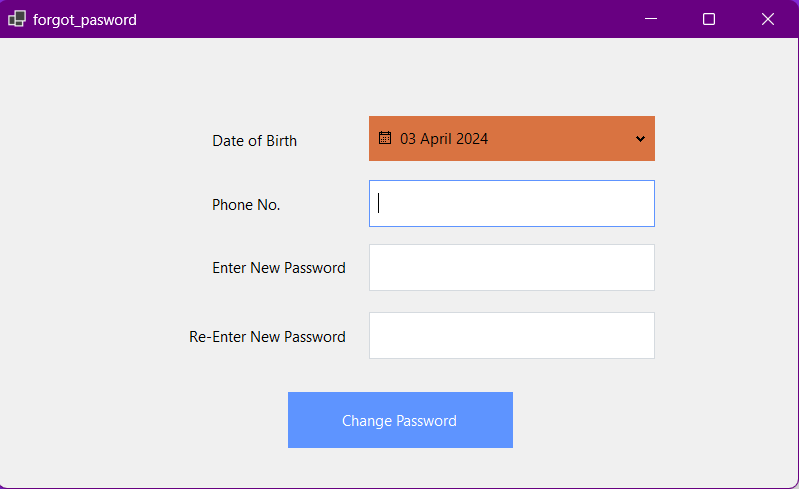 forgot_pasword
Date of Birth
03 April 2024
Phone No.
Enter New Password
Re-Enter New Password
Change Password